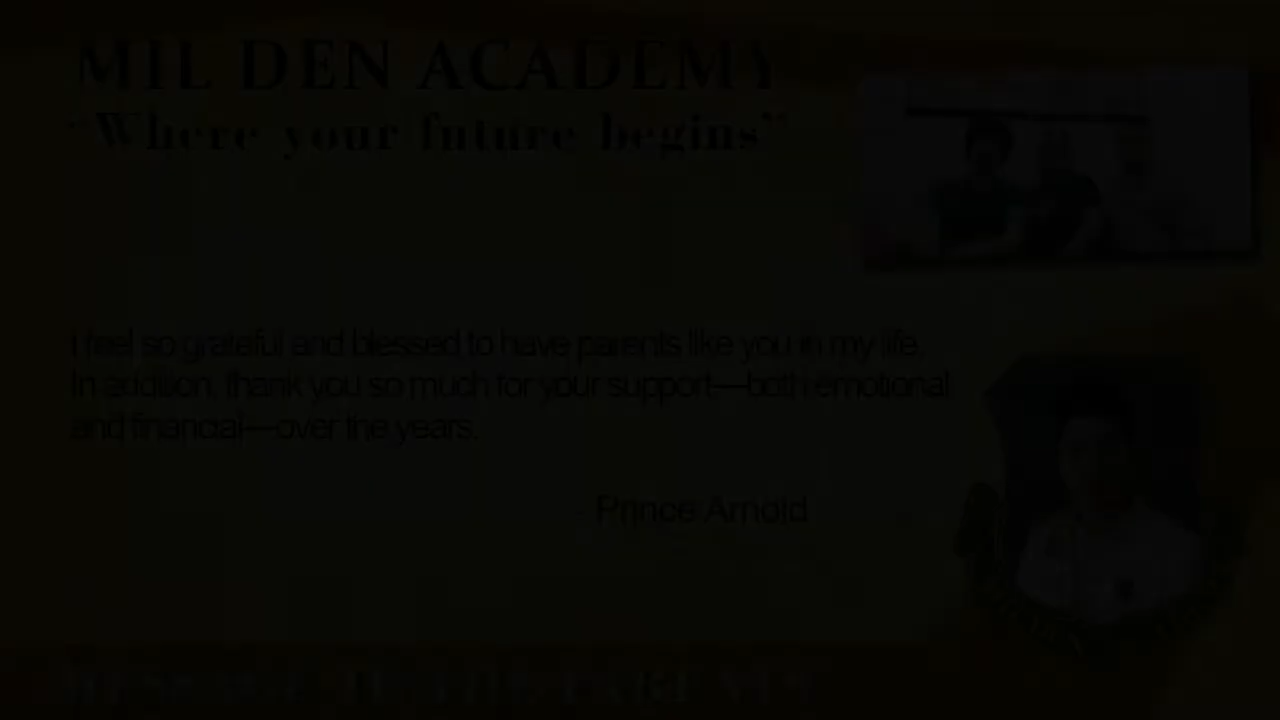 MIL DEN ACADEMY
“Where your future begins”
I feel so grateful and blessed to have parents like you in my life.
In addition, thank you so much for your support—both emotional
and financial—over the years.
- Prince Arnold